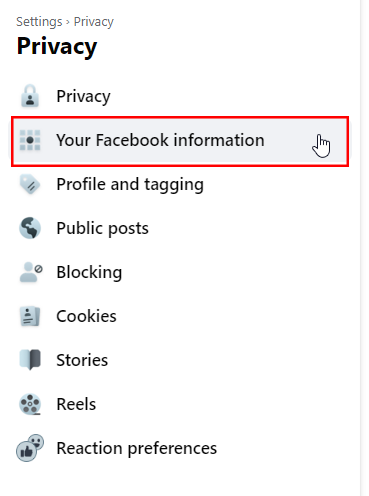 Settings › Privacy
Privacy
Privacy
Your Facebook information
Profile and tagging
Public posts
Blocking
Cookies
Stories
Reels
Reaction preferences